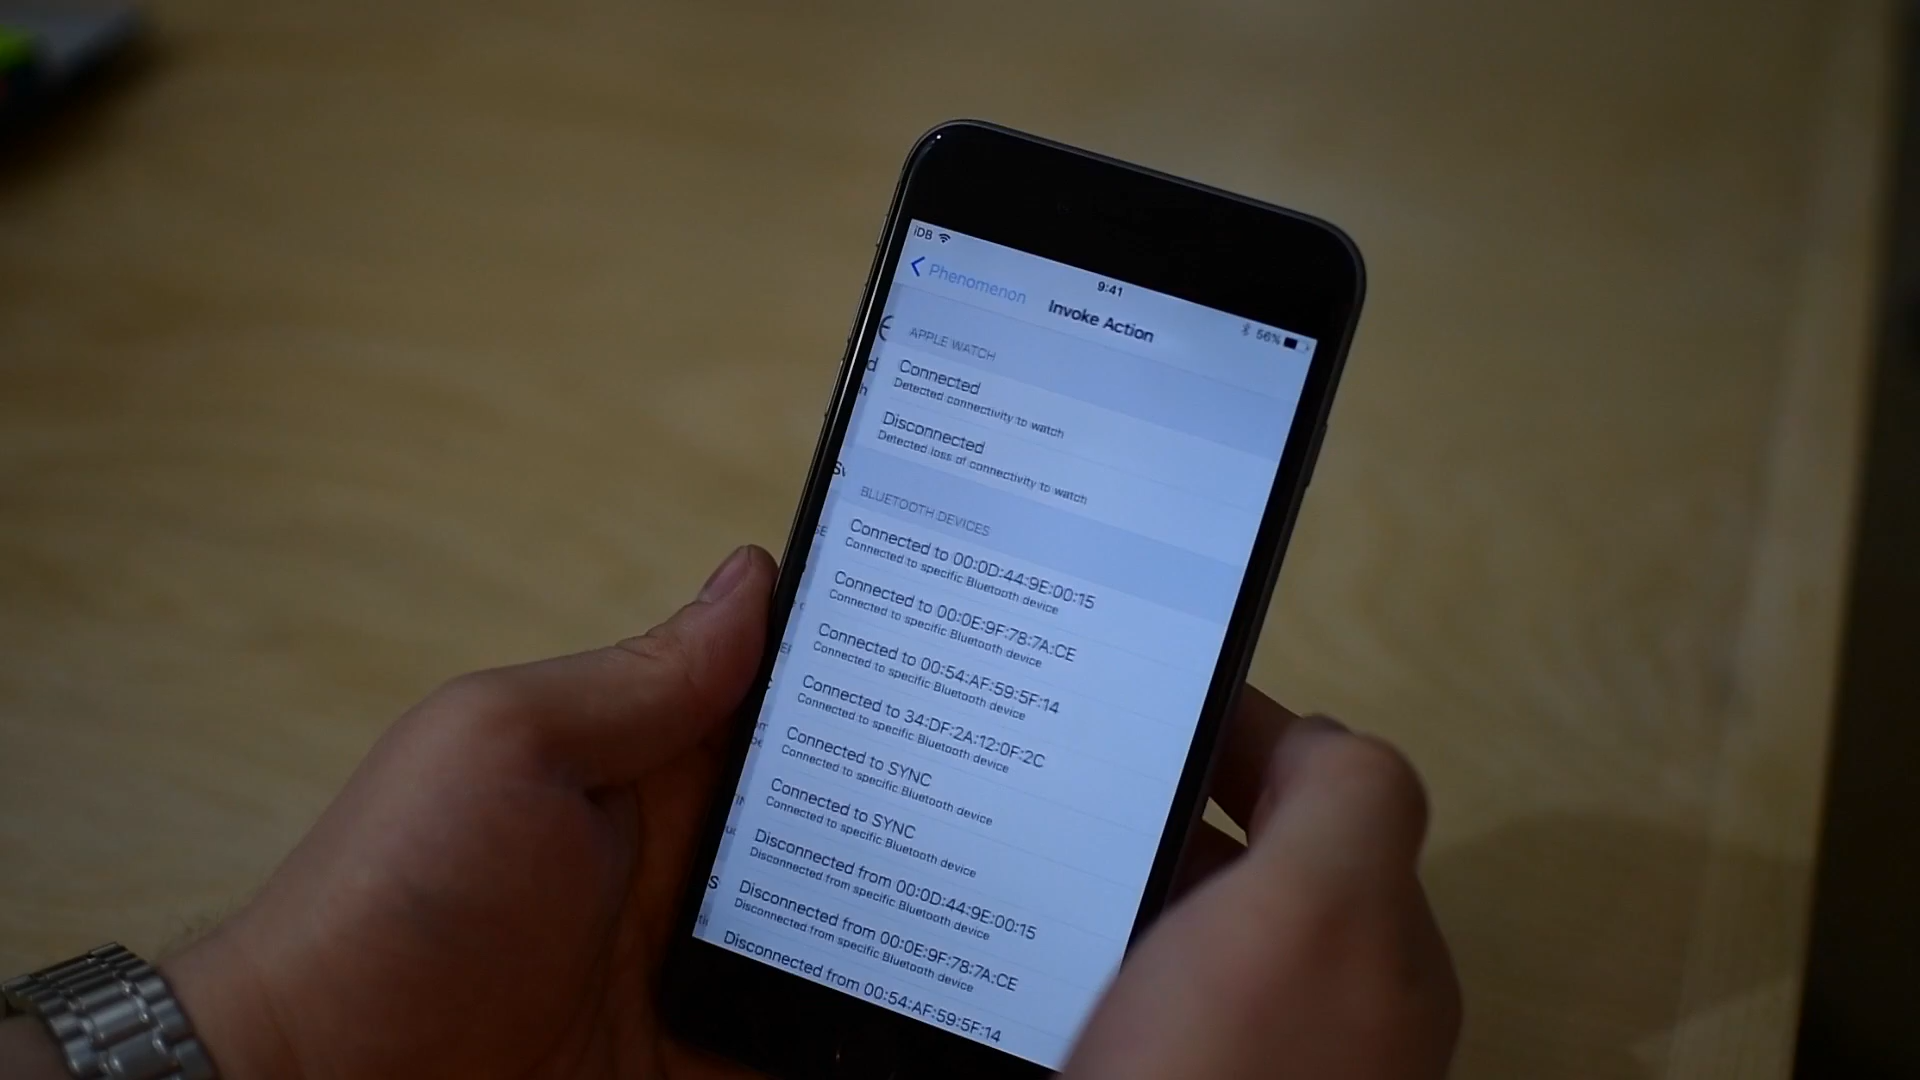 iDB
9:41
56%
Phenomenon
Invoke Action
APPLE WATCH
Connected
Detected connectivity to watch
Disconnected
Detected loss of connectivity to watch
BLUETOOTH DEVICES
Connected to 00:0D:44:9E:00:15
Connected to specific Bluetooth device
Connected to 00:0E:9F:78:7A:CE
Connected to specific Bluetooth device
Connected to 00:54:AF:59:5F:14
Connected to specific Bluetooth device
Connected to 34:DF:2A:12:0F:2C
Connected to specific Bluetooth device
Connected to SYNC
Connected to specific Bluetooth device
Connected to SYNC
Connected to specific Bluetooth device
Disconnected from 00:0D:44:9E:00:15
Disconnected from specific Bluetooth device
Disconnected from 00:0E:9F:78:7A:CE
Disconnected from specific Bluetooth device
Disconnected from 00:54:AF:59:5F:14